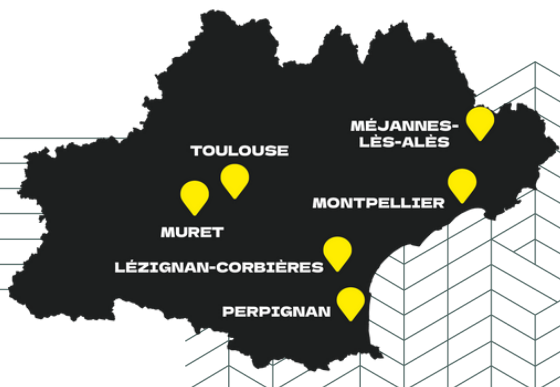 MÉJANNES-
LÈS-ALÈS
TOULOUSE
MONTPELLIER
MURET
LÉZIGNAN-CORBIÈRES
PERPIGNAN